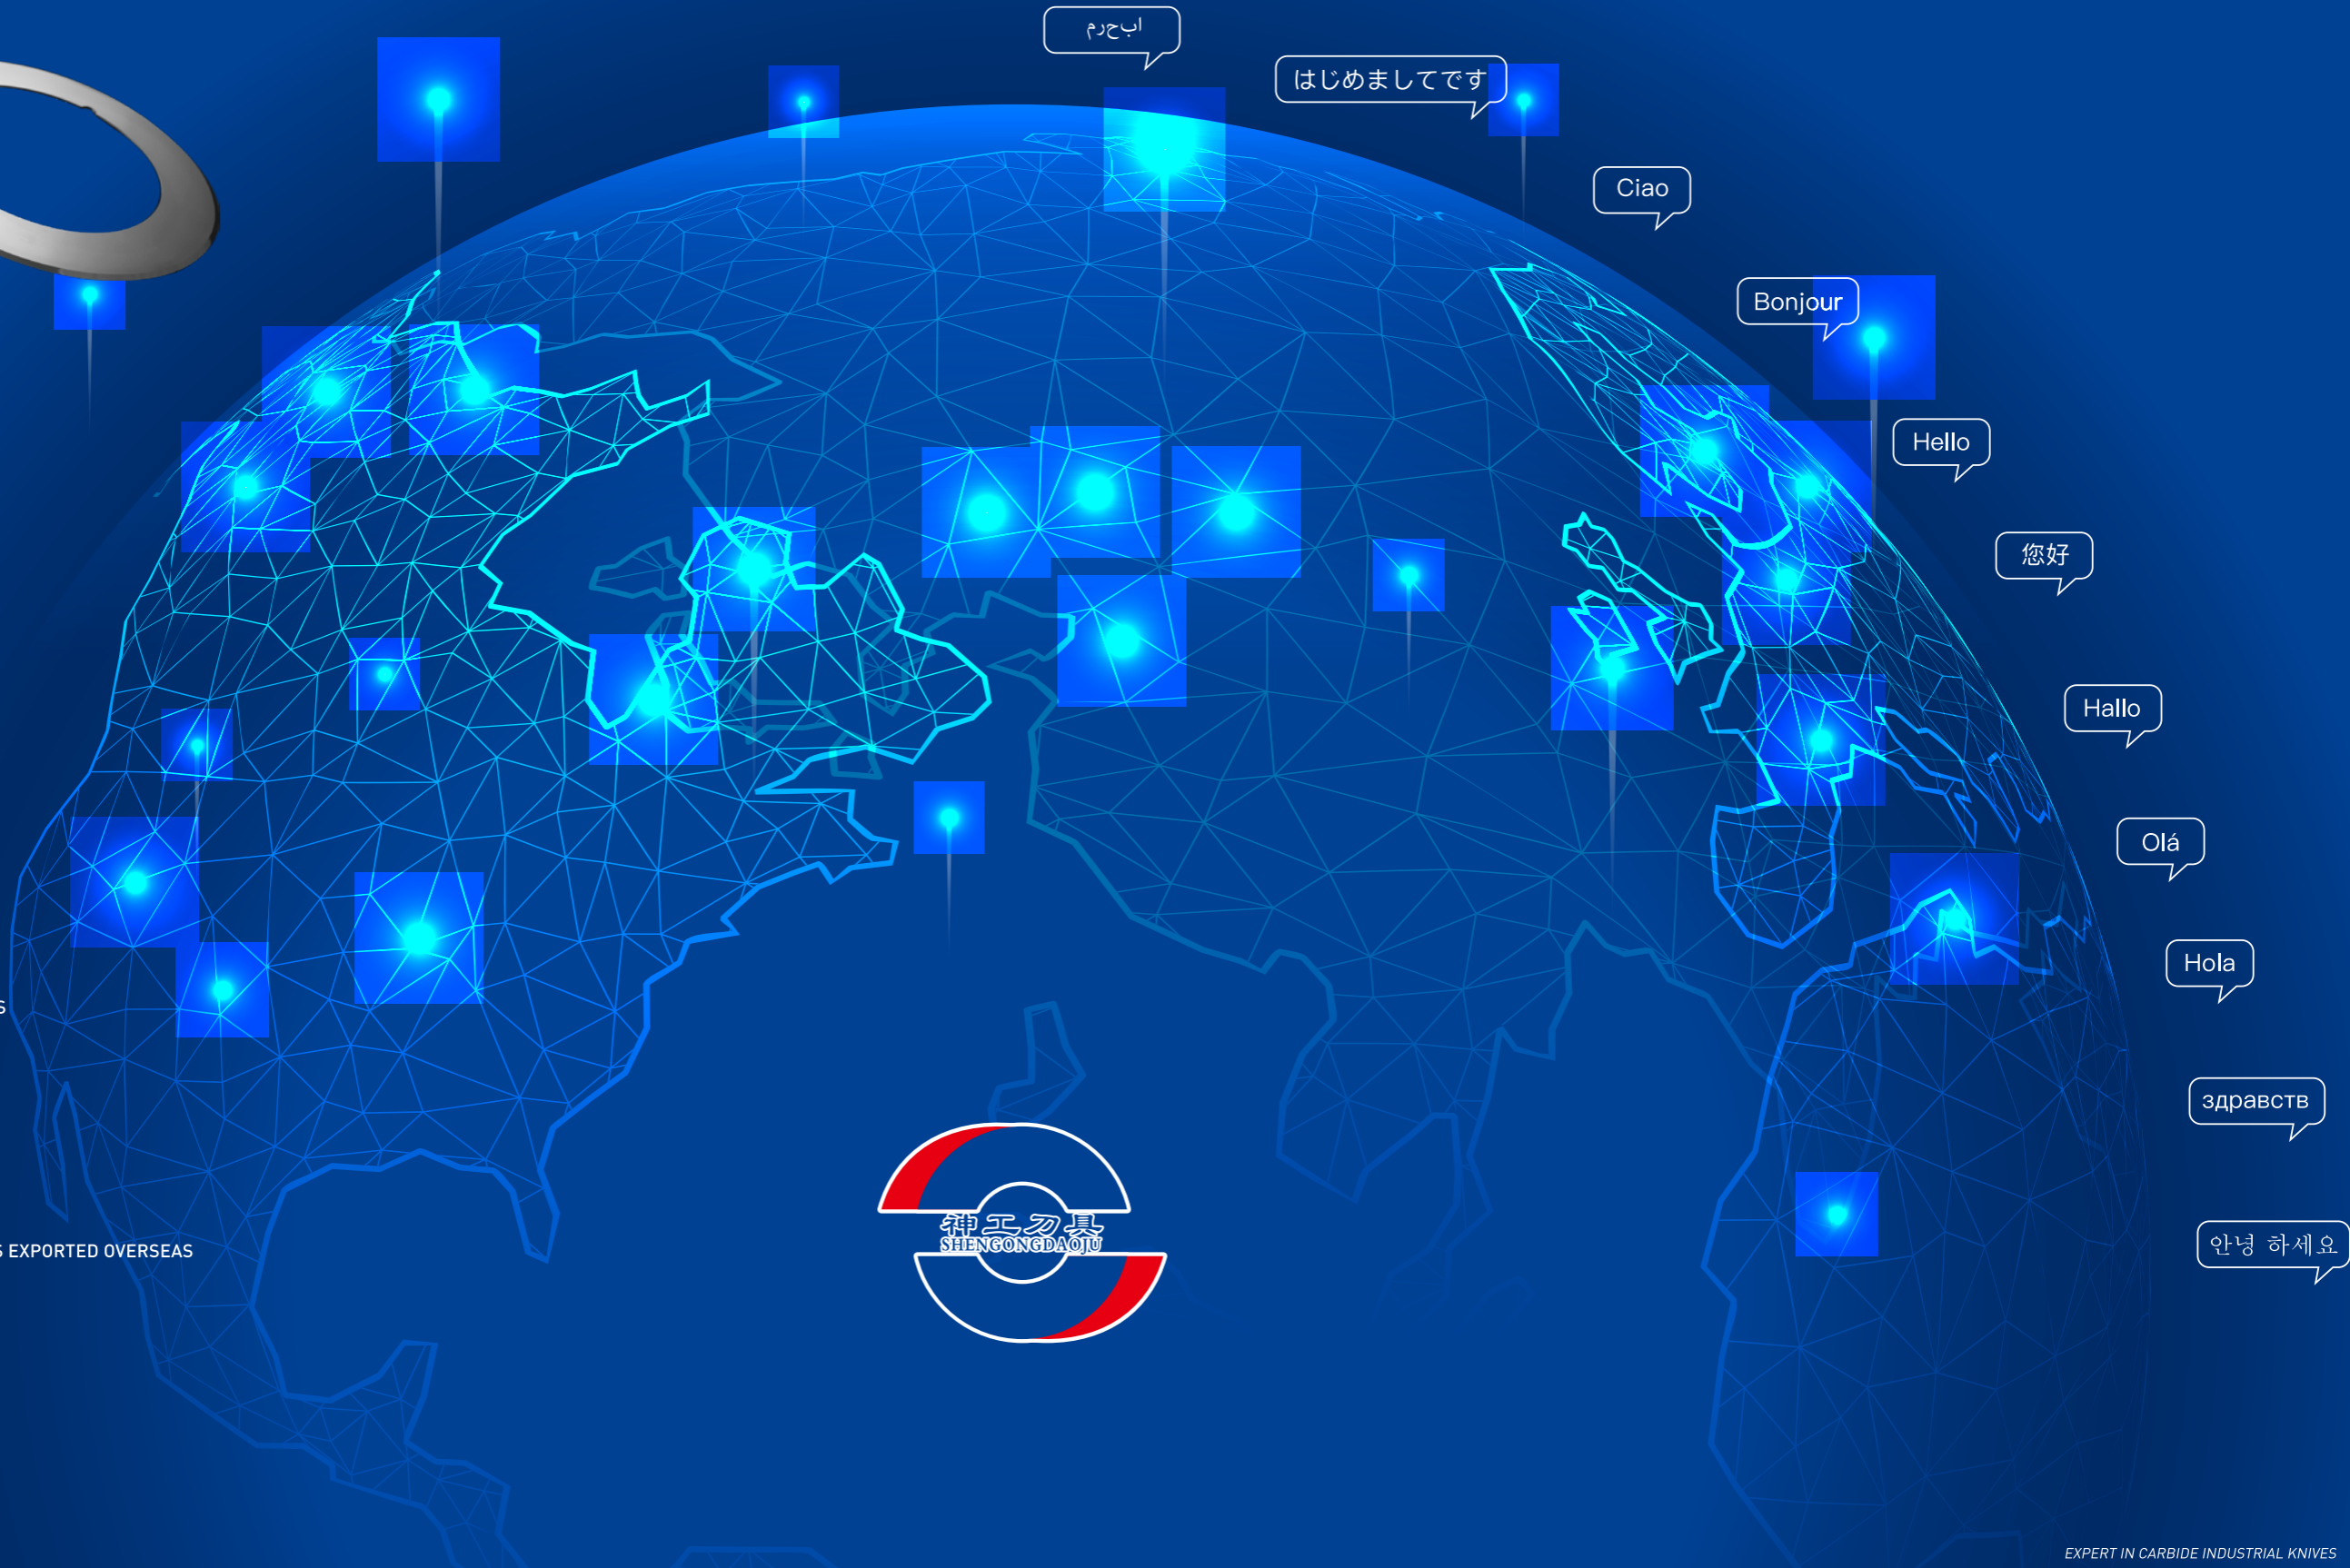 ابحرم
はじめましてです
Ciao
Bonjour
Hello
您好
Hallo
Olá
Hola
S
здравств
안녕 하세요
神工刀具
SHENGONGDAOJU
S EXPORTED OVERSEAS
EXPERT IN CARBIDE INDUSTRIAL KNIVES